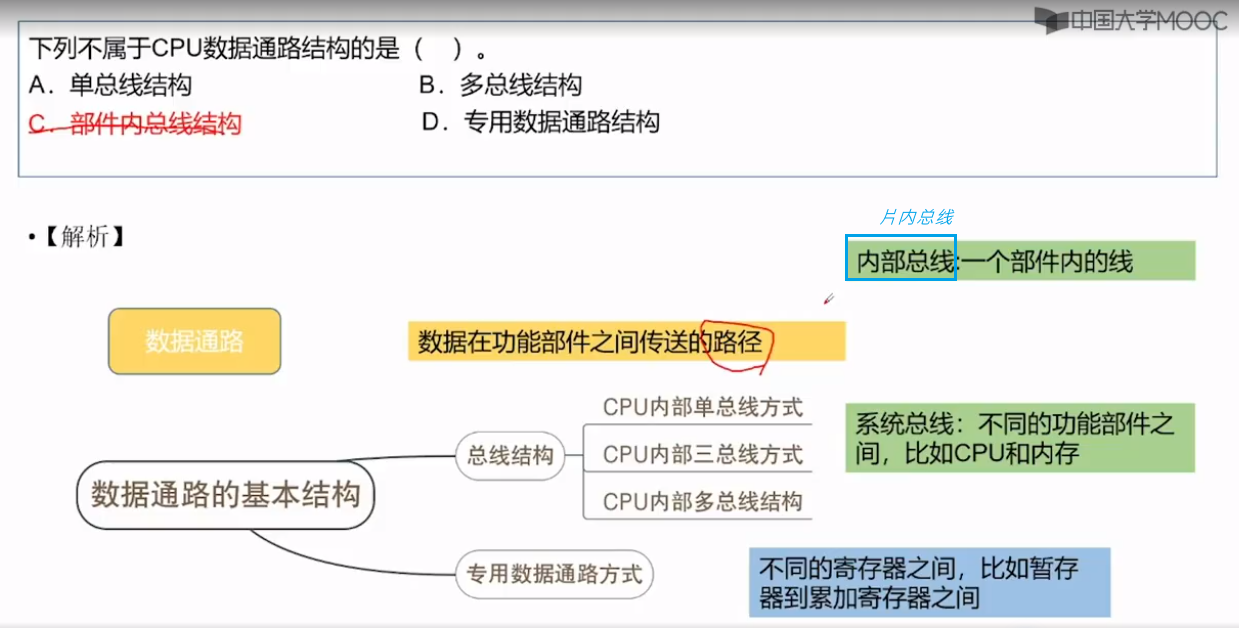 中国大学MOOC
下列不属于CPU数据通路结构的是（ ）。
A．单总线结构
B．多总线结构
C．部件内总线结构
D．专用数据通路结构
•【解析】
片内总线
内部总线:一个部件内的线
数据通路
数据在功能部件之间传送的路径
CPU内部单总线方式
系统总线：不同的功能部件之
间，比如CPU和内存
总线结构
CPU内部三总线方式
数据通路的基本结构
CPU内部多总线结构
专用数据通路方式
不同的寄存器之间，比如暂存
器到累加寄存器之间